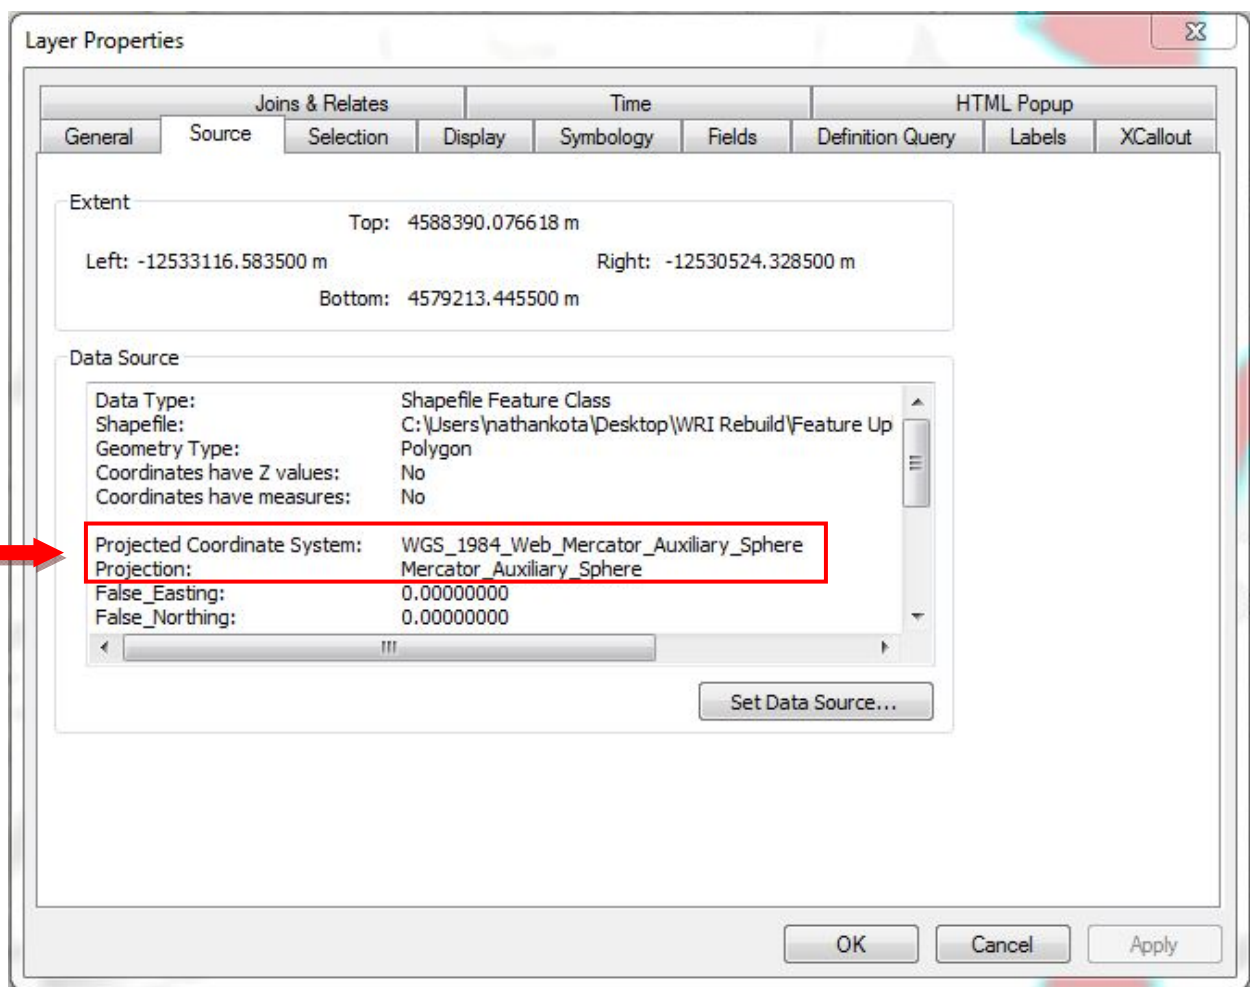 Layer Properties
Joins & Relates Time HTML Popup
General Source Selection Display Symbology Fields Definition Query Labels XCallout
Extent
Top: 4588390.076618 m
Left: -12533116.583500 m Right: -12530524.328500 m
Bottom: 4579213.445500 m
Data Source
Data Type: Shapefile Feature Class
Shapefile: C:\Users\nathankota\Desktop\WRI Rebuild\Feature Up
Geometry Type: Polygon
Coordinates have Z values: No
Coordinates have measures: No
Projected Coordinate System: WGS_1984_Web_Mercator_Auxiliary_Sphere
Projection: Mercator_Auxiliary_Sphere
False_Easting: 0.00000000
False_Northing: 0.00000000
Set Data Source...
OK Cancel Apply